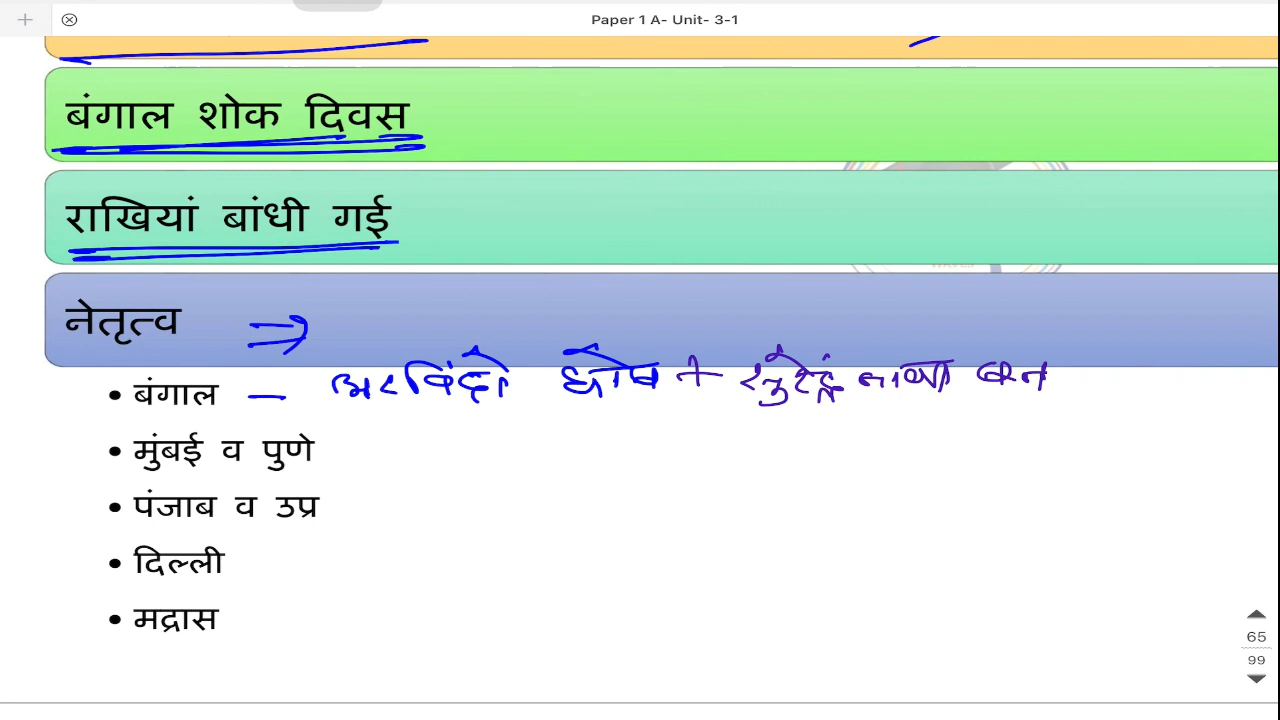 Paper 1 A- Unit- 3-1
बंगाल शोक दिवस
राखियां बांधी गई
नेतृत्व ⇒
• बंगाल — अरविंदो घोष + सुरेंद्र नाथ
• मुंबई व पुणे
• पंजाब व उप्र
• दिल्ली
• मद्रास
65
99